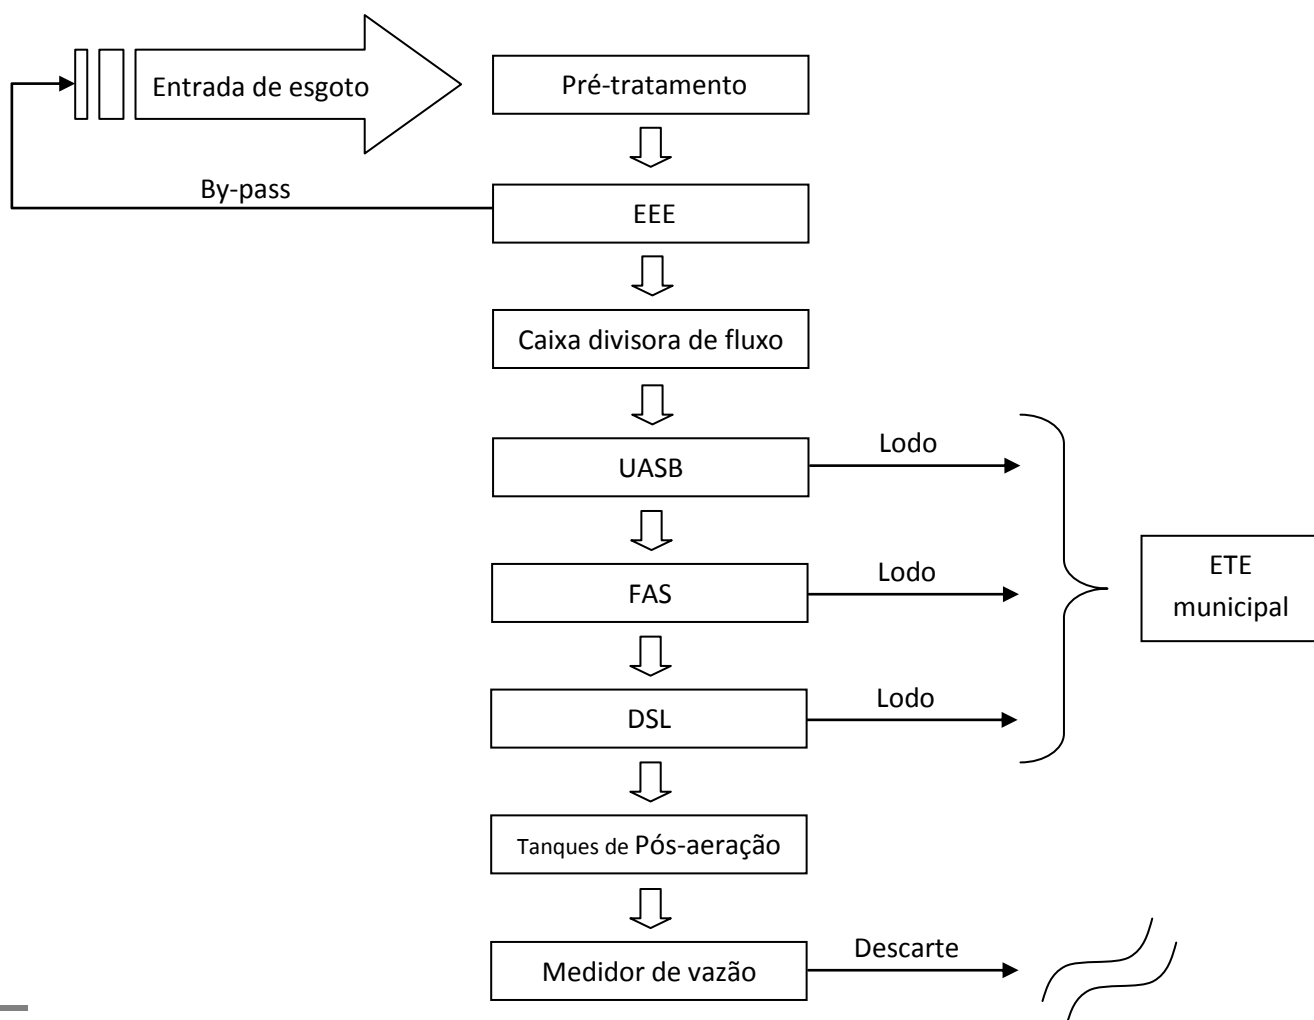 Entrada de esgoto
Pré-tratamento
By-pass
EEE
Caixa divisora de fluxo
UASB
Lodo
FAS
Lodo
ETE
municipal
DSL
Lodo
Tanques de Pós-aeração
Medidor de vazão
Descarte